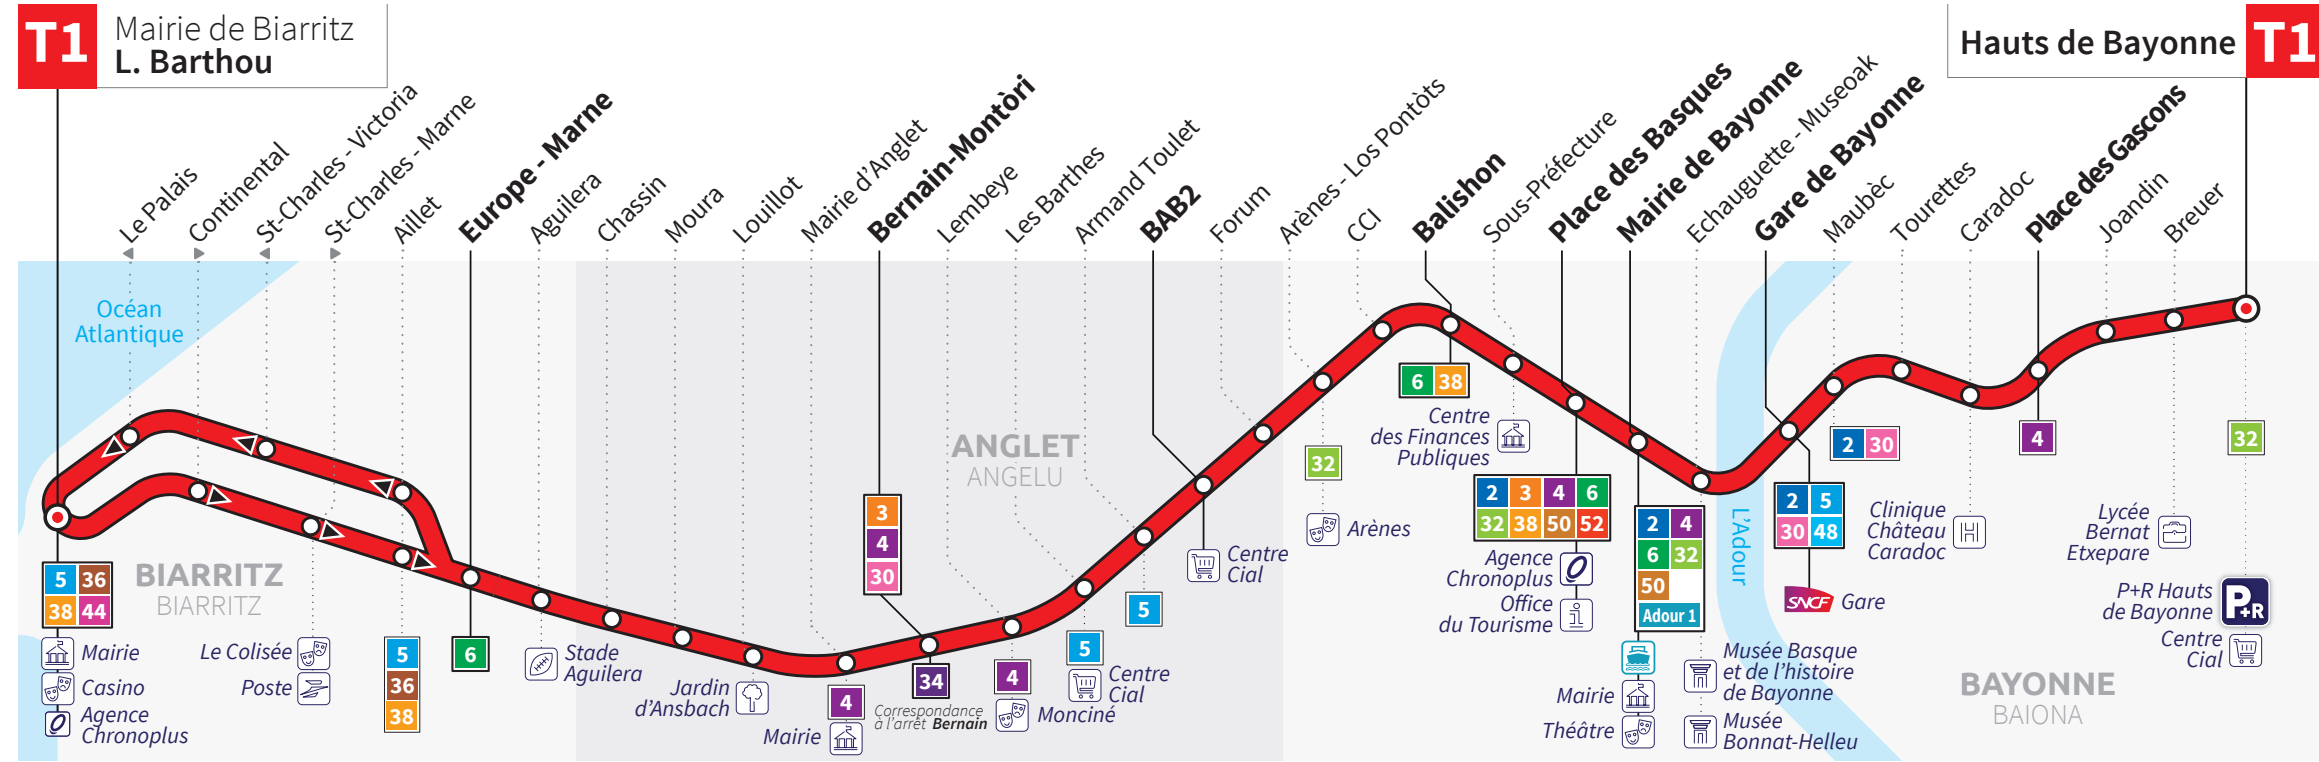 T1
Mairie de Biarritz
L. Barthou
Hauts de Bayonne
T1
Le Palais
Continental
St-Charles - Victoria
St-Charles - Marne
Aillet
Europe - Marne
Aguilera
Chassin
Moura
Louillot
Mairie d'Anglet
Bernain-Montòri
Lembeye
Les Barthes
Armand Toulet
BAB2
Forum
Arènes - Los Pontòts
CCI
Balishon
Sous-Préfecture
Place des Basques
Mairie de Bayonne
Echauguette - Museoak
Gare de Bayonne
Maubèc
Tourettes
Caradoc
Place des Gascons
Joandin
Breuer
Océan
Atlantique
BIARRITZ
BIARRITZ
5 36
38 44
Mairie
Casino
Agence
Chronoplus
Le Colisée
Poste
5
36
38
6
Stade
Aguilera
Jardin
d'Ansbach
ANGLET
ANGELU
4
Mairie
3
4
30
34
Correspondance
à l'arrêt Bernain
4
Monciné
5
Centre
Cial
5
Centre
Cial
32
Arènes
6 38
Centre
des Finances
Publiques
2 3 4 6
32 38 50 52
Agence
Chronoplus
Office
du Tourisme
i
2 4
6 32
50
Adour 1
Mairie
Théâtre
Musée Basque
et de l'histoire
de Bayonne
Musée
Bonnat-Helleu
L'Adour
2 5
30 48
SNCF Gare
2 30
Clinique
Château
Caradoc
H
4
Lycée
Bernat
Etxepare
32
P+R Hauts
de Bayonne
P+R
Centre
Cial
BAYONNE
BAIONA